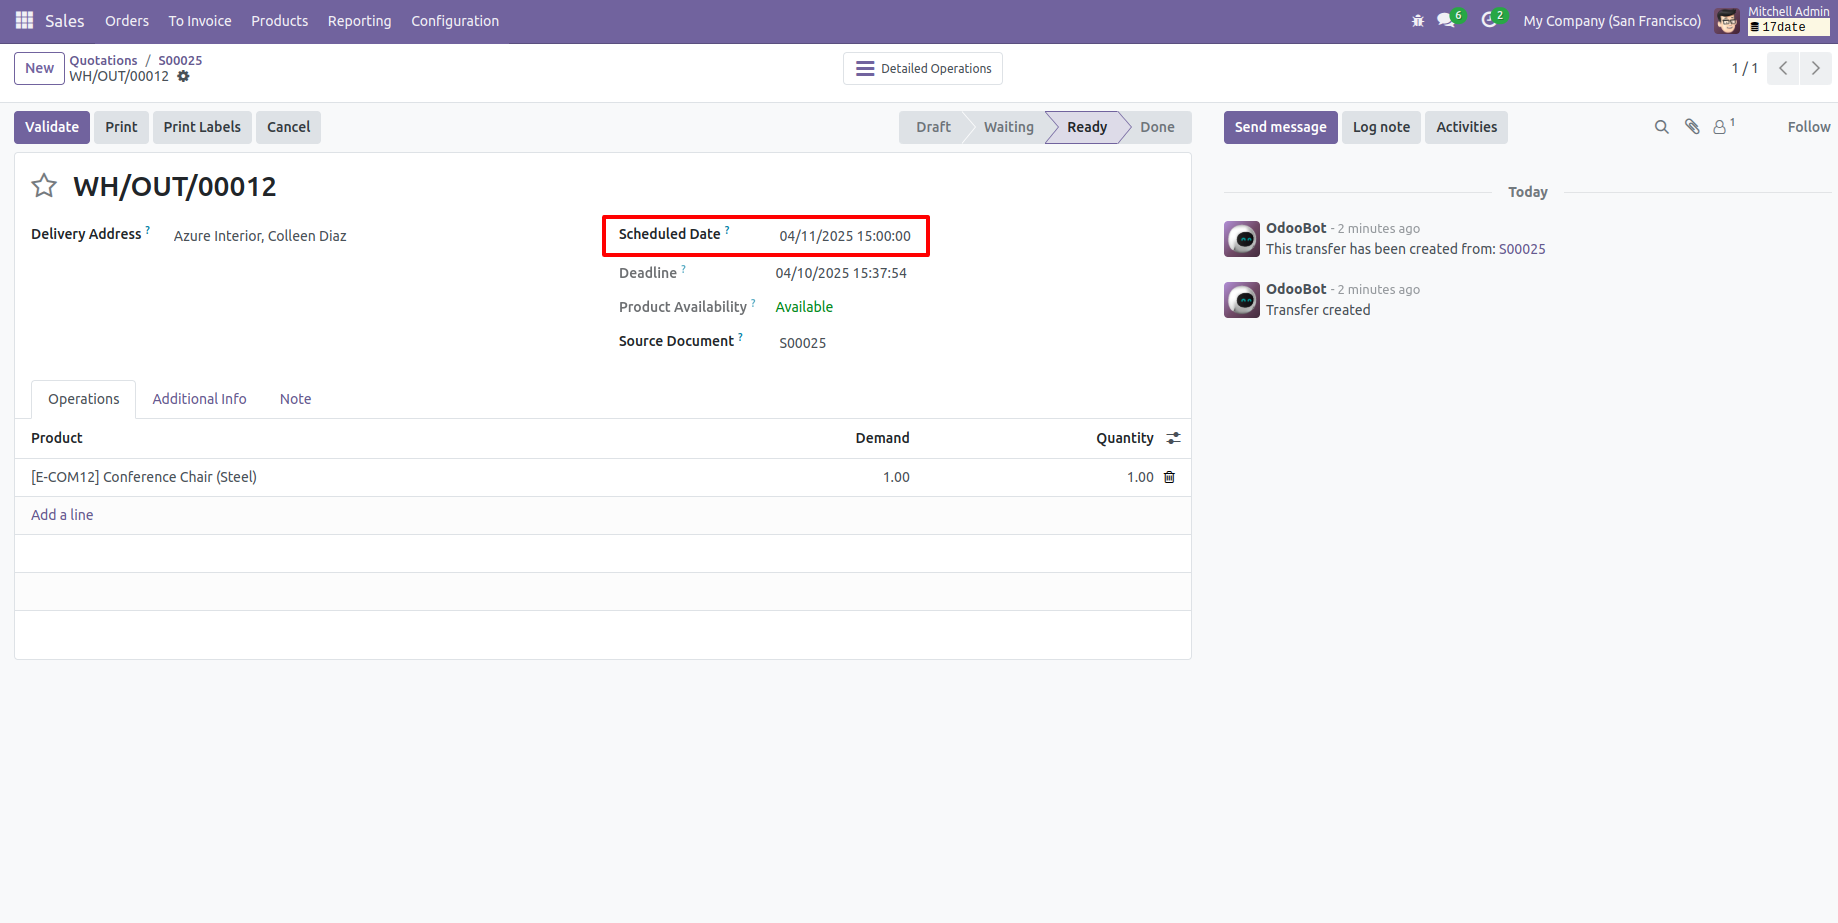 Sales Orders To Invoice Products Reporting Configuration 6 2 My Company (San Francisco) Mitchell Admin
17date
New Quotations / S00025
WH/OUT/00012
Detailed Operations
1 / 1
Validate Print Print Labels Cancel Draft Waiting Ready Done
Send message Log note Activities 1 Follow
WH/OUT/00012
Delivery Address ? Azure Interior, Colleen Diaz
Scheduled Date ? 04/11/2025 15:00:00
Deadline ? 04/10/2025 15:37:54
Product Availability ? Available
Source Document ? S00025
Operations Additional Info Note
Product Demand Quantity
[E-COM12] Conference Chair (Steel) 1.00 1.00
Add a line
Today
OdooBot - 2 minutes ago
This transfer has been created from: S00025
OdooBot - 2 minutes ago
Transfer created